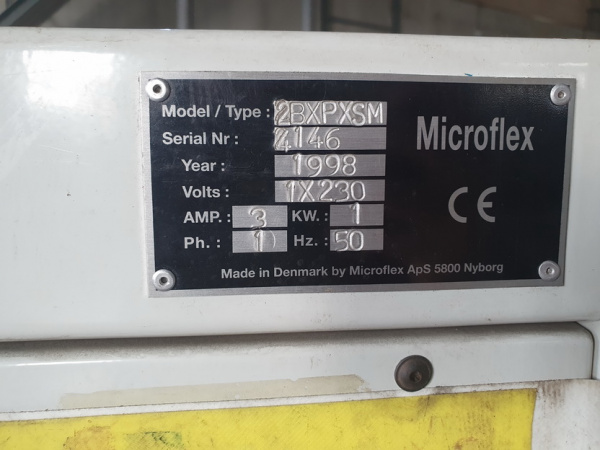 Model / Type : 2BXPXSM
Serial Nr : 4146
Year : 1998
Volts : 1X230
AMP. : 3 KW. : 1
Ph. : 1 Hz. : 50
Microflex
CE
Made in Denmark by Microflex ApS 5800 Nyborg